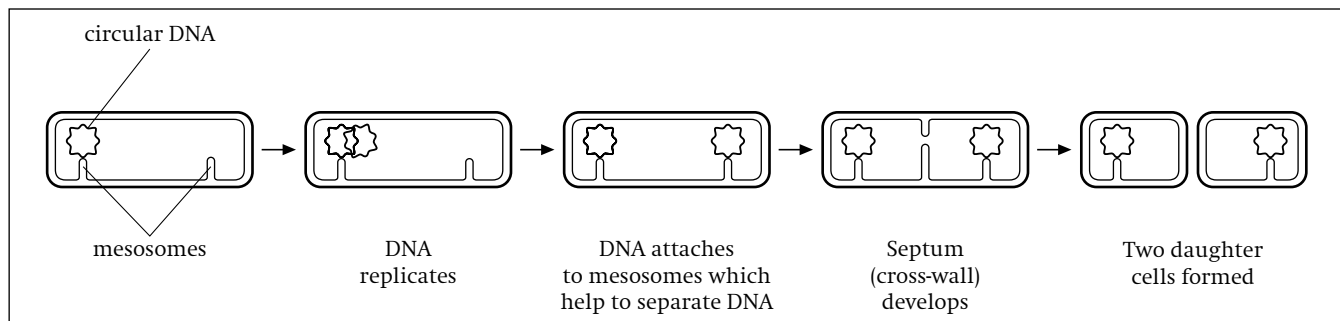 circular DNA
mesosomes
DNA
replicates
DNA attaches
to mesosomes which
help to separate DNA
Septum
(cross-wall)
develops
Two daughter
cells formed